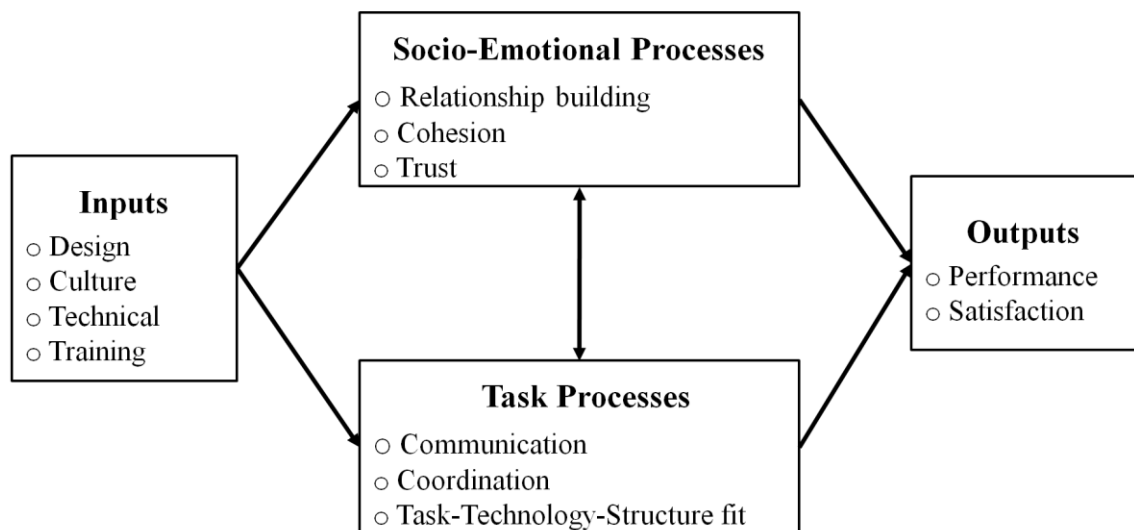 Socio-Emotional Processes
○ Relationship building
○ Cohesion
○ Trust
Inputs
○ Design
○ Culture
○ Technical
○ Training
Outputs
○ Performance
○ Satisfaction
Task Processes
○ Communication
○ Coordination
○ Task-Technology-Structure fit